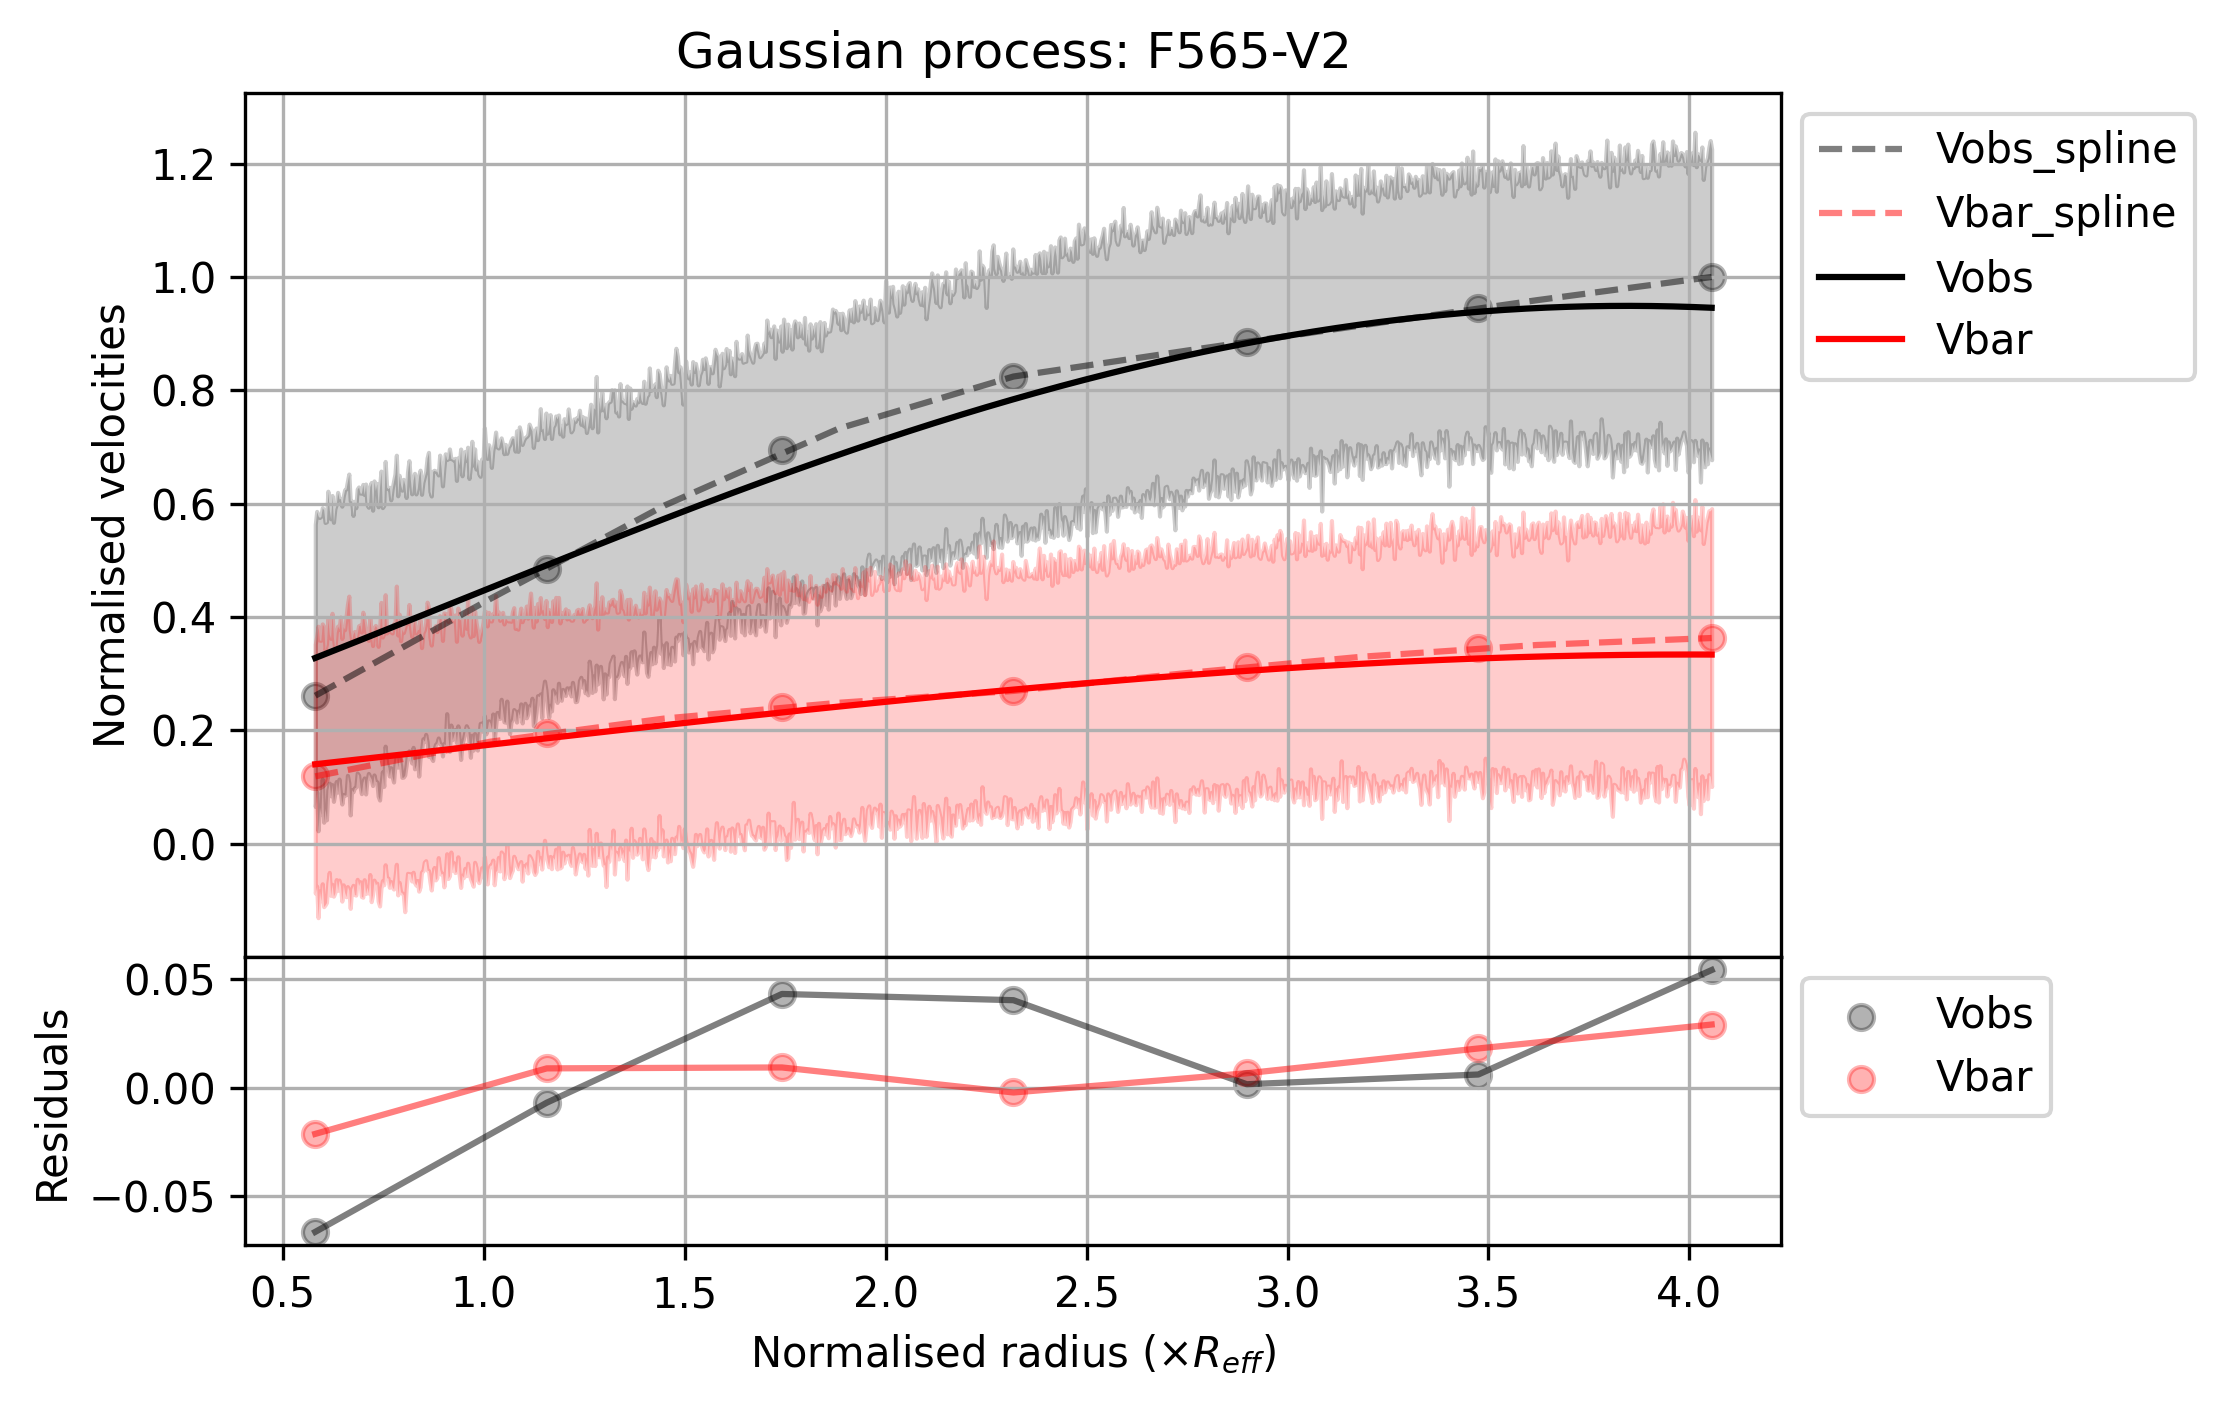 Gaussian process: F565-V2
Normalised velocities
1.2
1.0
0.8
0.6
0.4
0.2
0.0
Vobs_spline
Vbar_spline
Vobs
Vbar
Residuals
0.05
0.00
−0.05
Vobs
Vbar
0.5 1.0 1.5 2.0 2.5 3.0 3.5 4.0
Normalised radius (×R_eff)